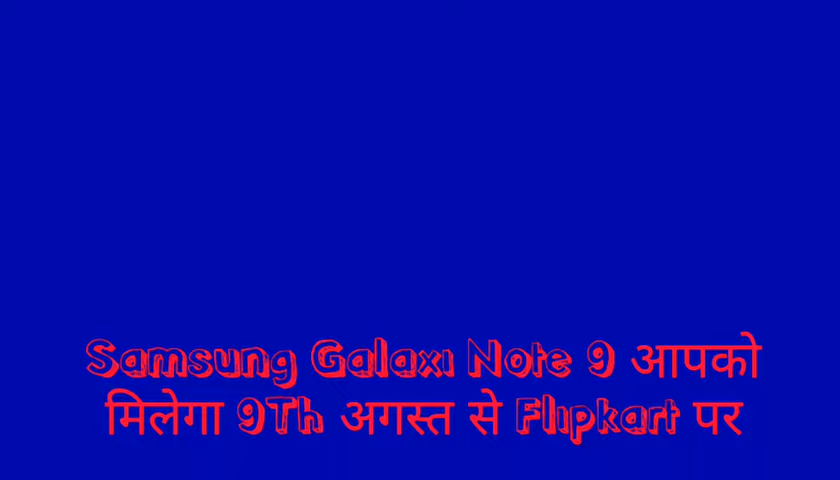 Samsung Galaxi Note 9 आपको
मिलेगा 9Th अगस्त से Flipkart पर